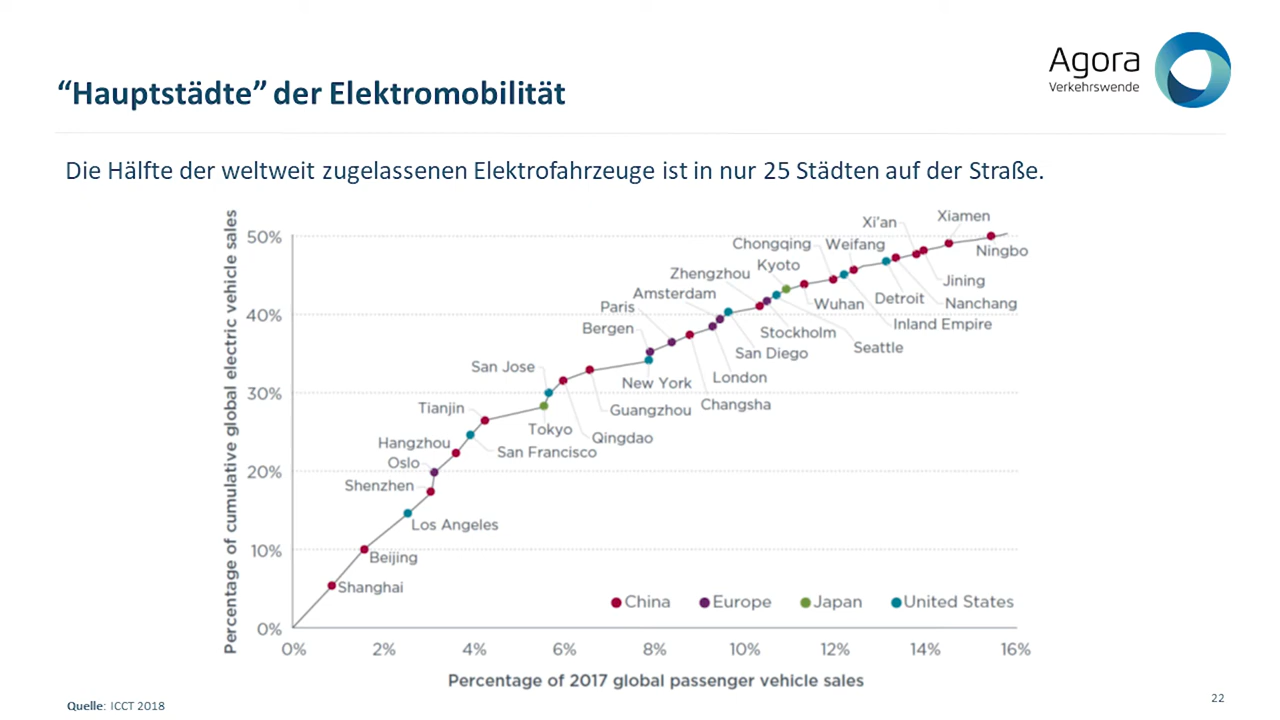 “Hauptstädte” der Elektromobilität
Agora
Verkehrswende
Die Hälfte der weltweit zugelassenen Elektrofahrzeuge ist in nur 25 Städten auf der Straße.
Percentage of cumulative global electric vehicle sales
50%
40%
30%
20%
10%
0%
Xiamen
Xi'an
Chongqing
Weifang
Ningbo
Kyoto
Zhengzhou
Jining
Amsterdam
Detroit
Nanchang
Wuhan
Paris
Inland Empire
Bergen
Stockholm
Seattle
San Diego
San Jose
London
New York
Changsha
Guangzhou
Tianjin
Tokyo
Qingdao
Hangzhou
San Francisco
Oslo
Shenzhen
Los Angeles
Beijing
Shanghai
China
Europe
Japan
United States
0%
2%
4%
6%
8%
10%
12%
14%
16%
Percentage of 2017 global passenger vehicle sales
Quelle: ICCT 2018
22